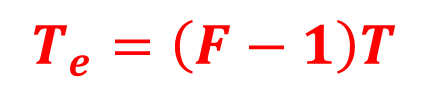 Tₑ = (F − 1)T